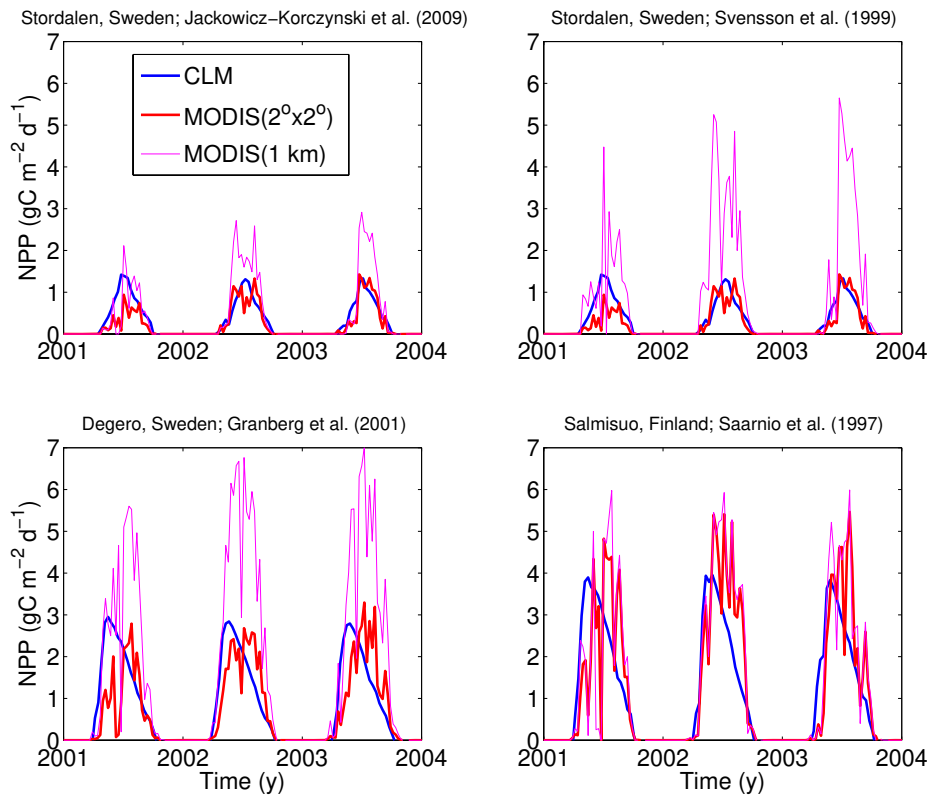 Stordalen, Sweden; Jackowicz−Korczynski et al. (2009)
7
6
5
4
3
2
1
0
NPP (gC m−2 d−1)
CLM
MODIS(2ox2o)
MODIS(1 km)
2001 2002 2003 2004
Stordalen, Sweden; Svensson et al. (1999)
7
6
5
4
3
2
1
0
2001 2002 2003 2004
Degero, Sweden; Granberg et al. (2001)
7
6
5
4
3
2
1
0
NPP (gC m−2 d−1)
2001 2002 2003 2004
Time (y)
Salmisuo, Finland; Saarnio et al. (1997)
7
6
5
4
3
2
1
0
2001 2002 2003 2004
Time (y)